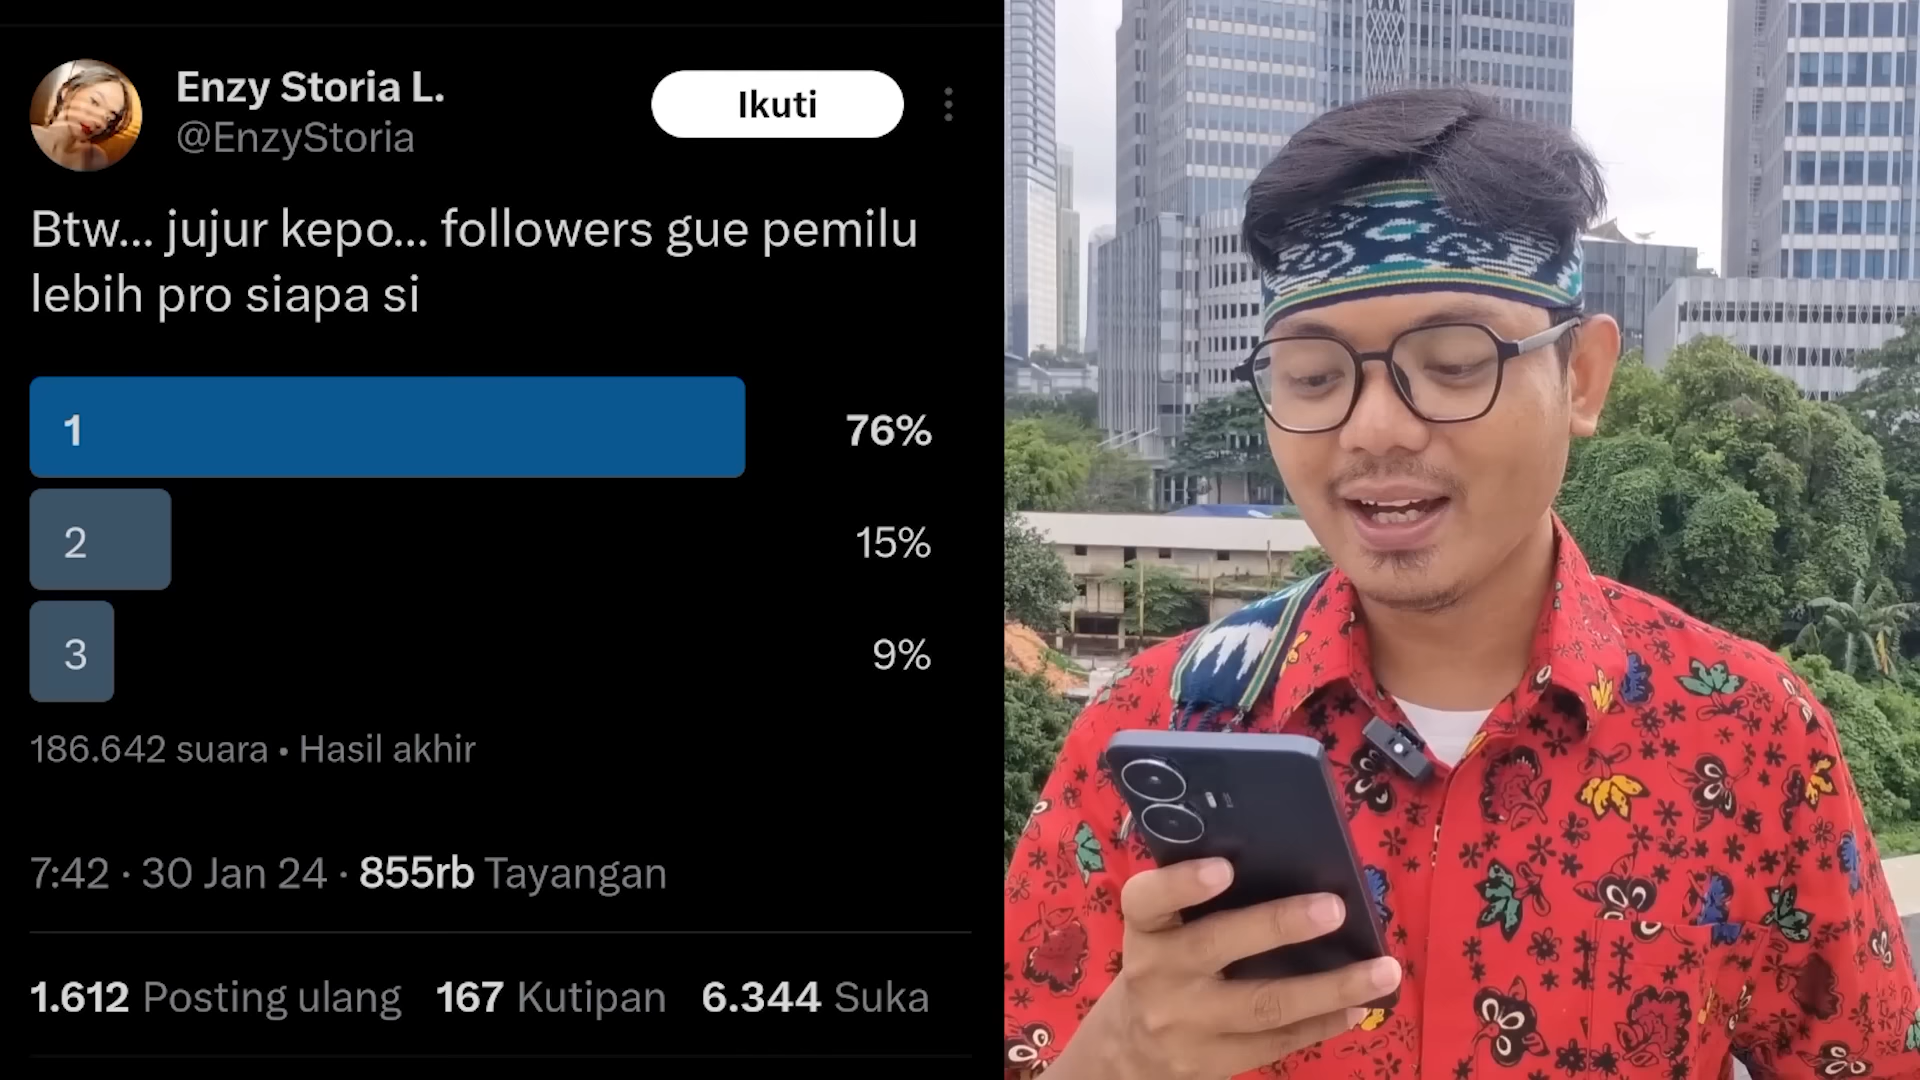 Enzy Storia L.
@EnzyStoria
Ikuti
Btw... jujur kepo... followers gue pemilu
lebih pro siapa si
1 76%
2 15%
3 9%
186.642 suara • Hasil akhir
7:42 · 30 Jan 24 · 855rb Tayangan
1.612 Posting ulang 167 Kutipan 6.344 Suka